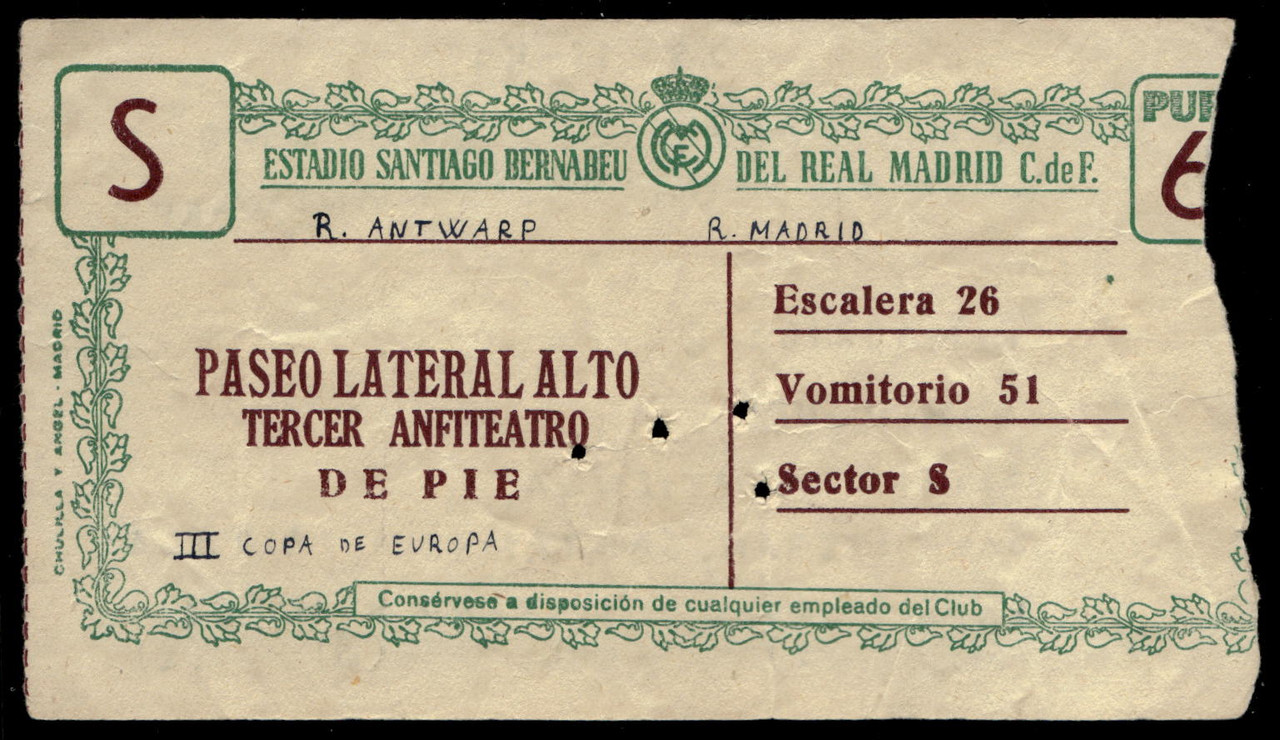 S
PUE
6
ESTADIO SANTIAGO BERNABEU DEL REAL MADRID C. de F.
R. ANTWARP R. MADRID
PASEO LATERAL ALTO
TERCER ANFITEATRO
DE PIE
III COPA DE EUROPA
Escalera 26
Vomitorio 51
Sector S
Consérvese a disposición de cualquier empleado del Club
CHULILLA Y ANGEL - MADRID